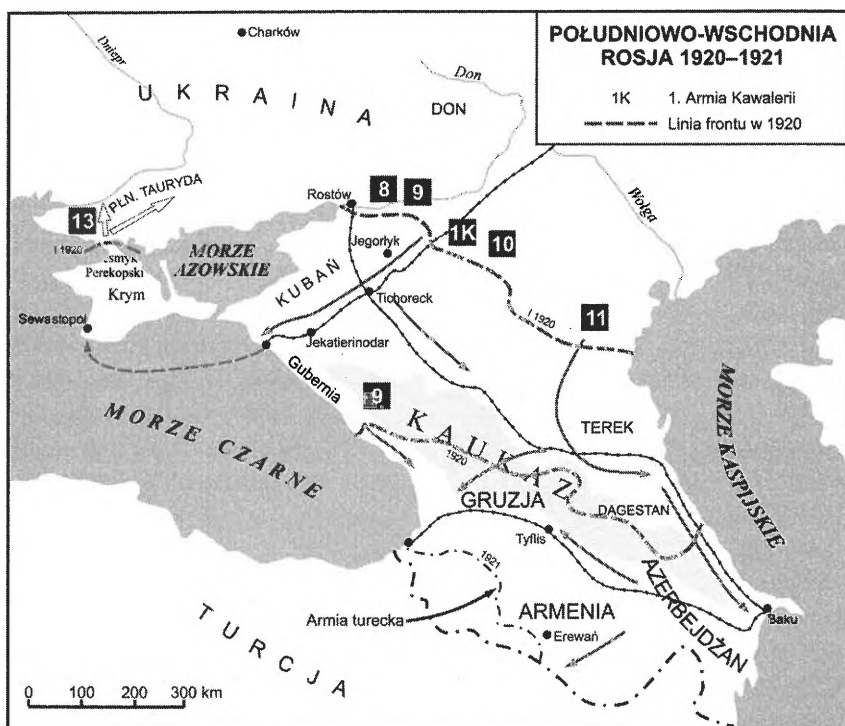 POŁUDNIOWO-WSCHODNIA
ROSJA 1920–1921
1K 1. Armia Kawalerii
Linia frontu w 1920
Charków
Dniepr
Don
UKRAINA
DON
Wołga
PŁN. TAURYDA
13
Rostów
8
9
1K
10
11
I 1920
esmyk
Perekopski
Krym
MORZE
AZOWSKIE
Jegorłyk
KUBAŃ
Tichoreck
I 1920
Sewastopol
Jekatierinodar
Gubernia
MORZE CZARNE
9
KAUKAZ
1920
TEREK
MORZE KASPIJSKIE
GRUZJA
DAGESTAN
Tyflis
1921
AZERBEJDŻAN
Armia turecka
ARMENIA
Erewań
Baku
TURCJA
0 100 200 300 km